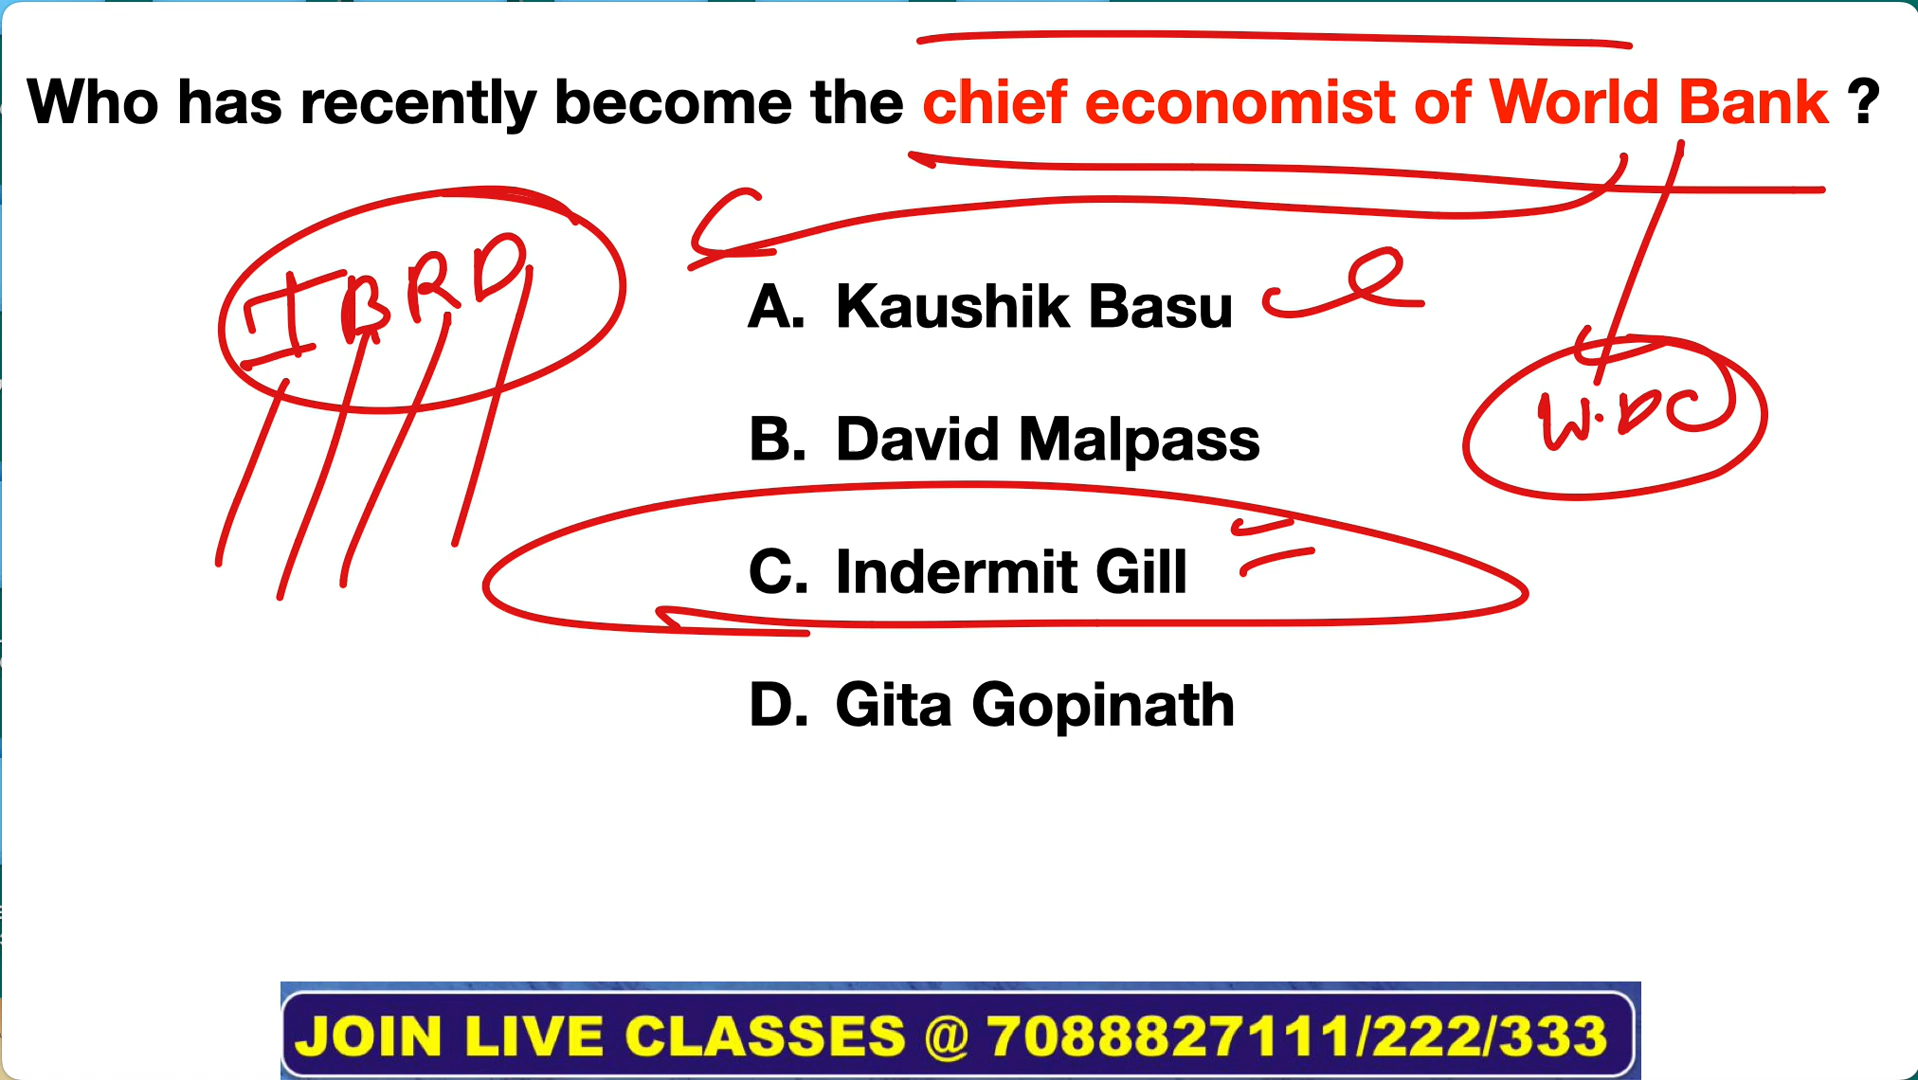 Who has recently become the chief economist of World Bank ?
IBRD
A. Kaushik Basu
W.DC
B. David Malpass
C. Indermit Gill
D. Gita Gopinath
JOIN LIVE CLASSES @ 7088827111/222/333